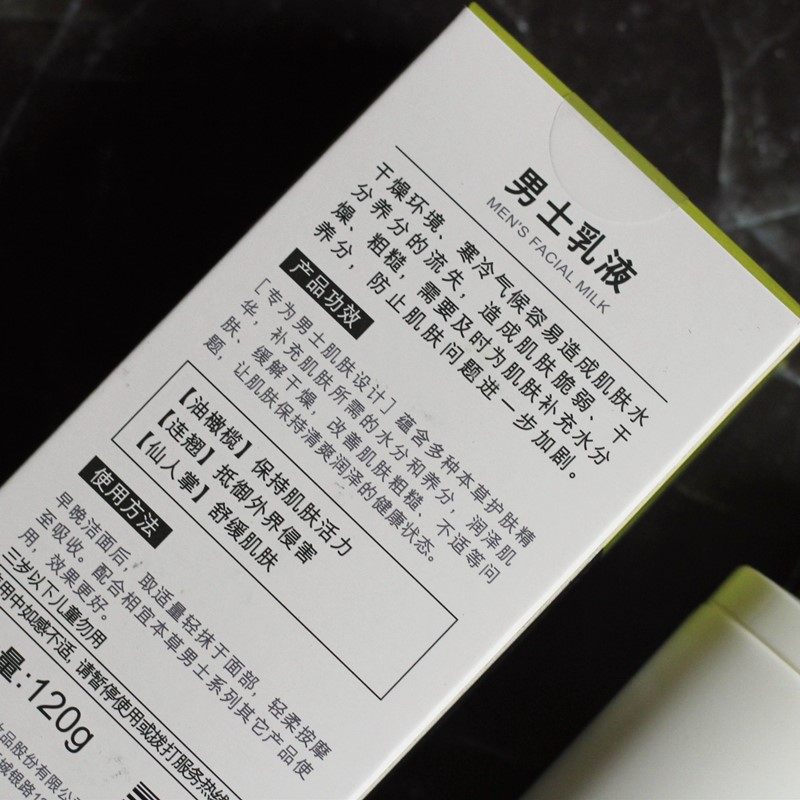 男士乳液
MEN'S FACIAL MILK
干燥环境、寒冷气候容易造成肌肤水
分养分的流失，造成肌肤脆弱、干
燥、粗糙，需要及时为肌肤补充水分
养分，防止肌肤问题进一步加剧。
产品功效
[专为男士肌肤设计] 蕴含多种本草护肤精
华，补充肌肤所需的水分和养分，润泽肌
肤、缓解干燥，改善肌肤粗糙、不适等问
题，让肌肤保持清爽润泽的健康状态。
【油橄榄】保持肌肤活力
【连翘】抵御外界侵害
【仙人掌】舒缓肌肤
使用方法
早晚洁面后，取适量轻抹于面部，轻柔按摩
至吸收。配合相宜本草男士系列其它产品使
用，效果更好。
三岁以下儿童勿用
使用中如感不适, 请暂停使用或拨打服务热线
量:120g
品股份有限公
城银路